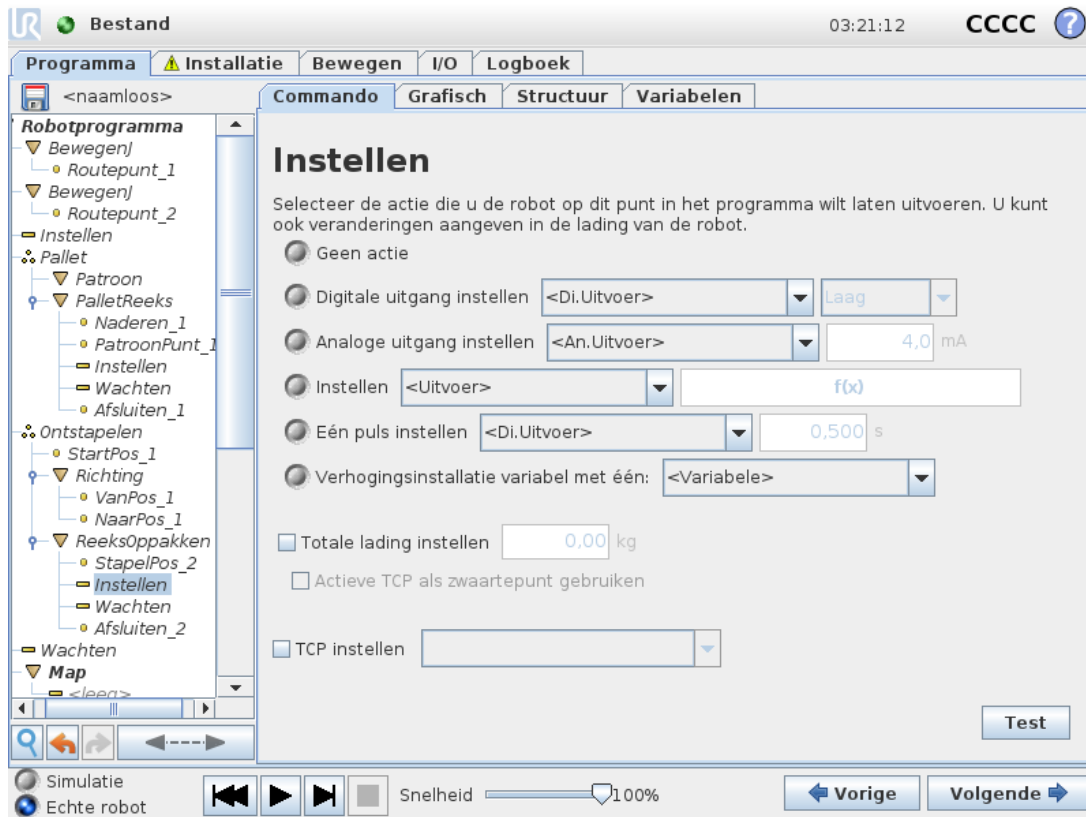 UR Bestand 03:21:12 CCCC ?
Programma Installatie Bewegen I/O Logboek
<naamloos>
Commando Grafisch Structuur Variabelen
Robotprogramma
BewegenJ
Routepunt_1
BewegenJ
Routepunt_2
Instellen
Pallet
Patroon
PalletReeks
Naderen_1
PatroonPunt_1
Instellen
Wachten
Afsluiten_1
Ontstapelen
StartPos_1
Richting
VanPos_1
NaarPos_1
ReeksOppakken
StapelPos_2
Instellen
Wachten
Afsluiten_2
Wachten
Map
<leeg>
Instellen
Selecteer de actie die u de robot op dit punt in het programma wilt laten uitvoeren. U kunt
ook veranderingen aangeven in de lading van de robot.
Geen actie
Digitale uitgang instellen <Di.Uitvoer> Laag
Analoge uitgang instellen <An.Uitvoer> 4,0 mA
Instellen <Uitvoer> f(x)
Eén puls instellen <Di.Uitvoer> 0,500 s
Verhogingsinstallatie variabel met één: <Variabele>
Totale lading instellen 0,00 kg
Actieve TCP als zwaartepunt gebruiken
TCP instellen
Test
Simulatie
Echte robot
Snelheid 100%
Vorige Volgende